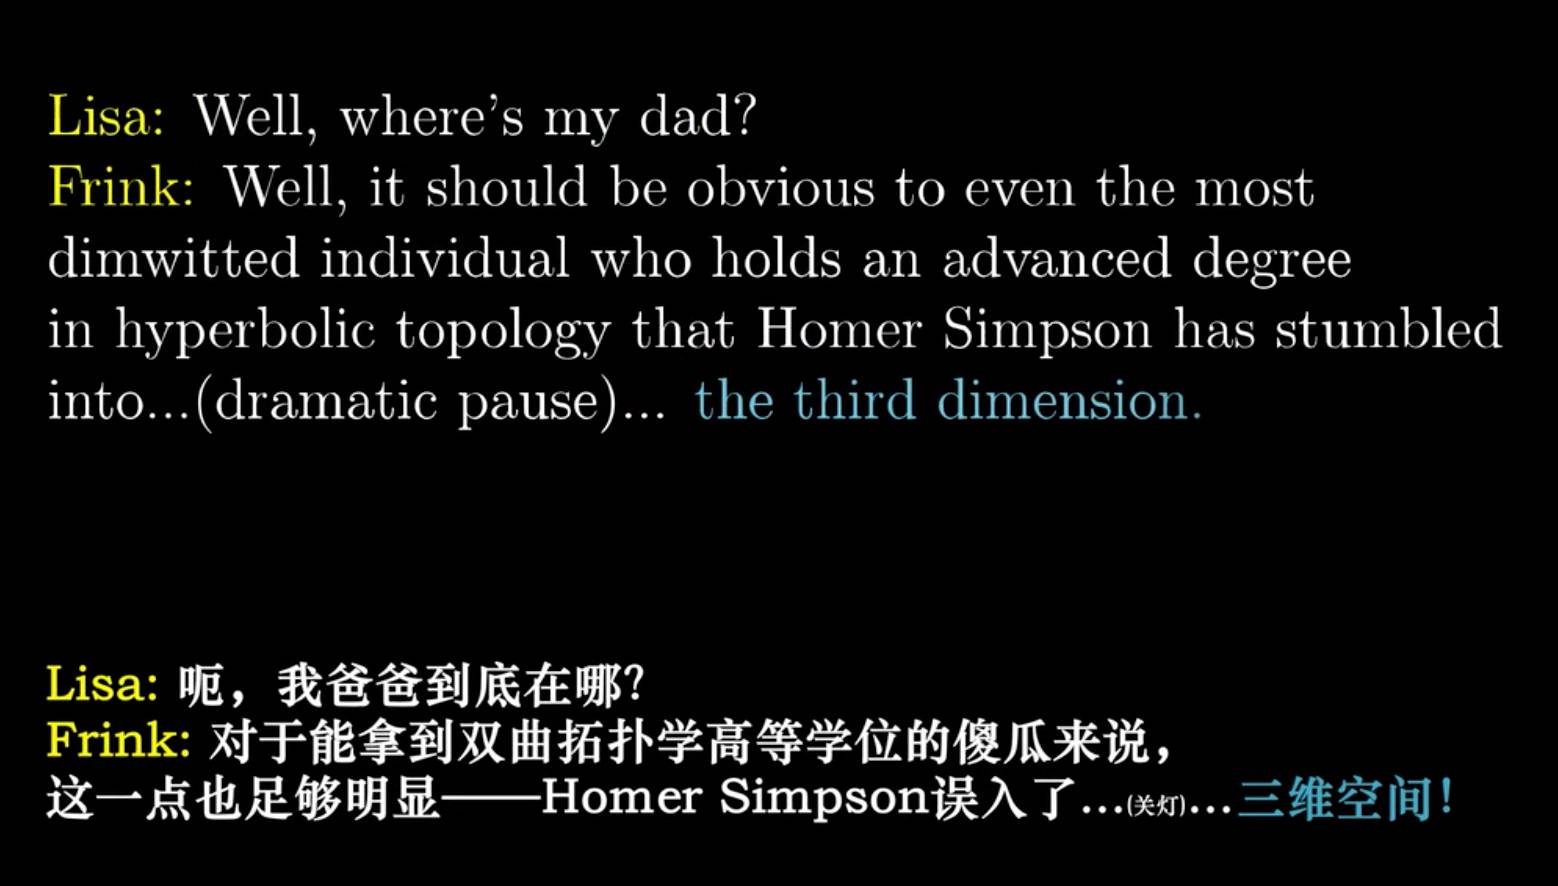 Lisa: Well, where's my dad?
Frink: Well, it should be obvious to even the most
dimwitted individual who holds an advanced degree
in hyperbolic topology that Homer Simpson has stumbled
into...(dramatic pause)... the third dimension.
Lisa: 呃，我爸爸到底在哪?
Frink: 对于能拿到双曲拓扑学高等学位的傻瓜来说，
这一点也足够明显——Homer Simpson误入了...(关灯)...三维空间！